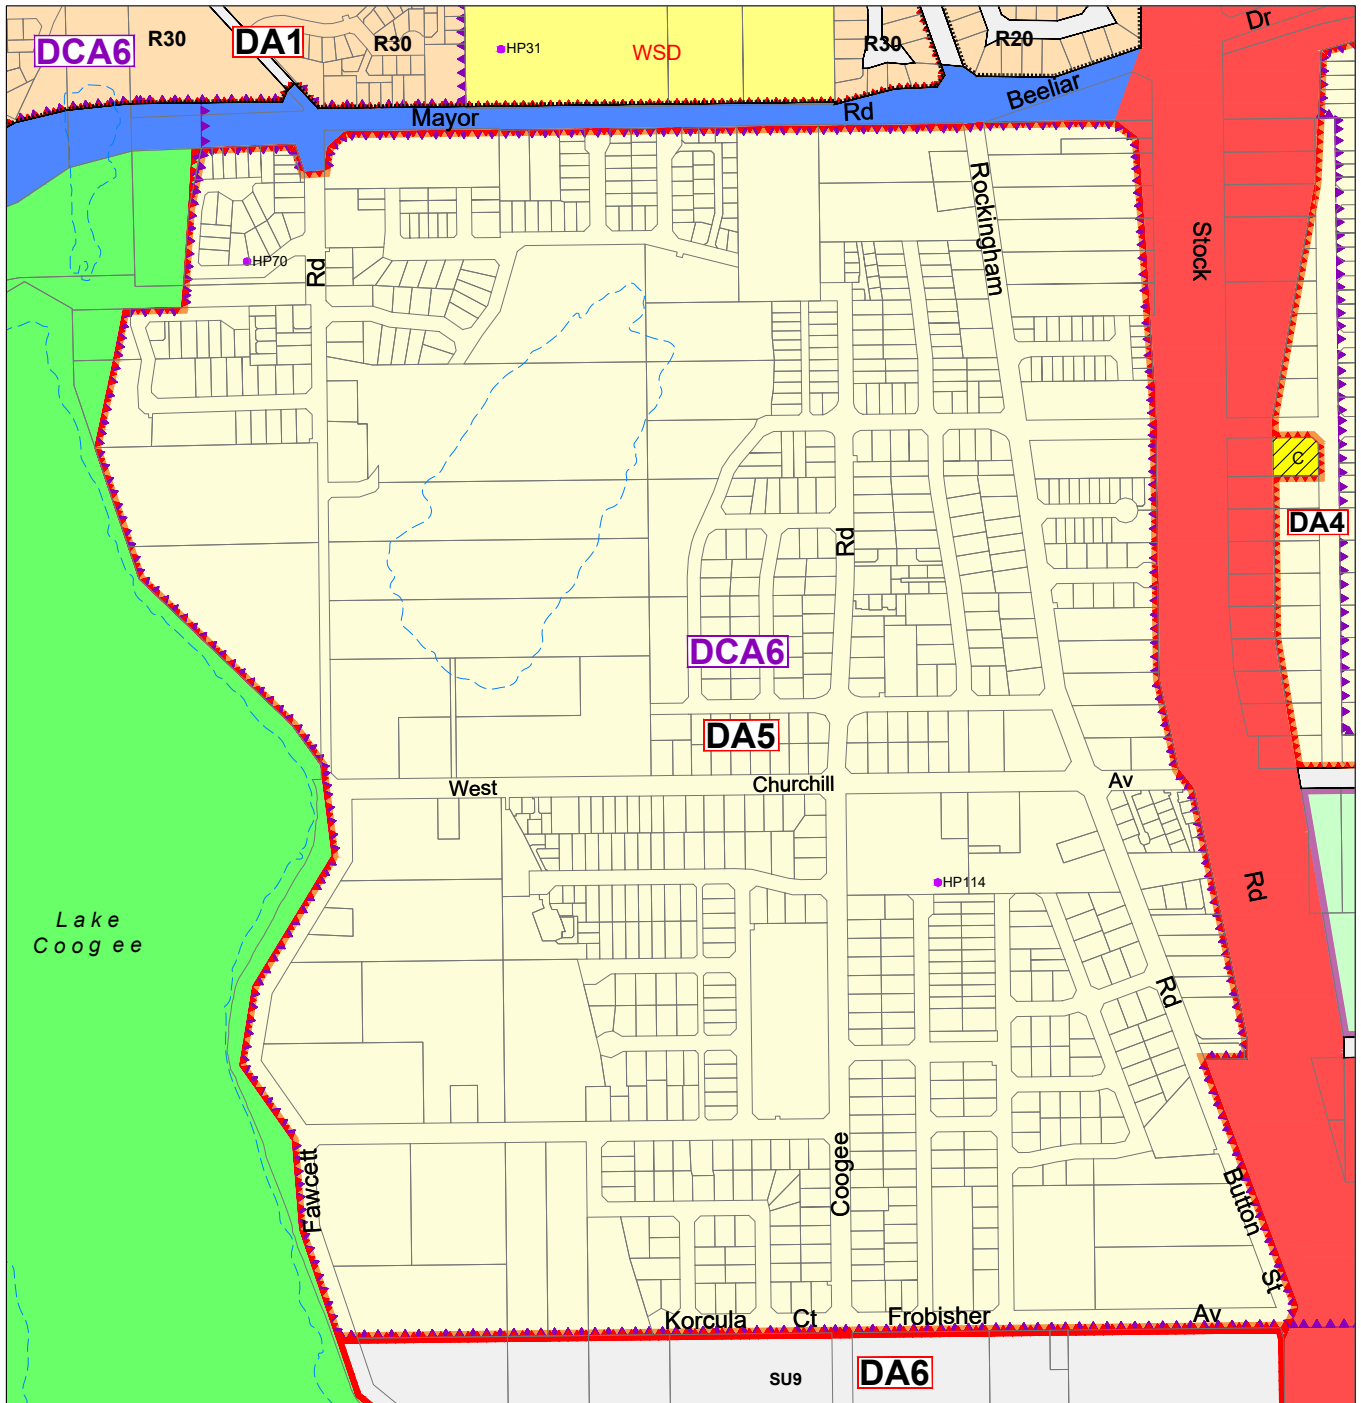 Dr
DCA6
R30
DA1
R30
HP31
WSD
R30
R20
Mayor
Rd
Beeliar
Rockingham
HP70
Rd
Stock
C
DA4
Rd
DCA6
DA5
West
Churchill
Av
HP114
Rd
Lake
Coogee
Rd
Fawcett
Coogee
Button
St
Korcula
Ct
Frobisher
Av
SU9
DA6